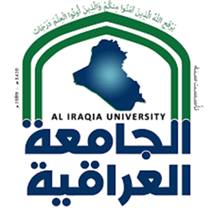 يرفع الله الذين آمنوا منكم والذين أوتوا العلم درجات
AL IRAQIA UNIVERSITY
الجامعة
العراقية